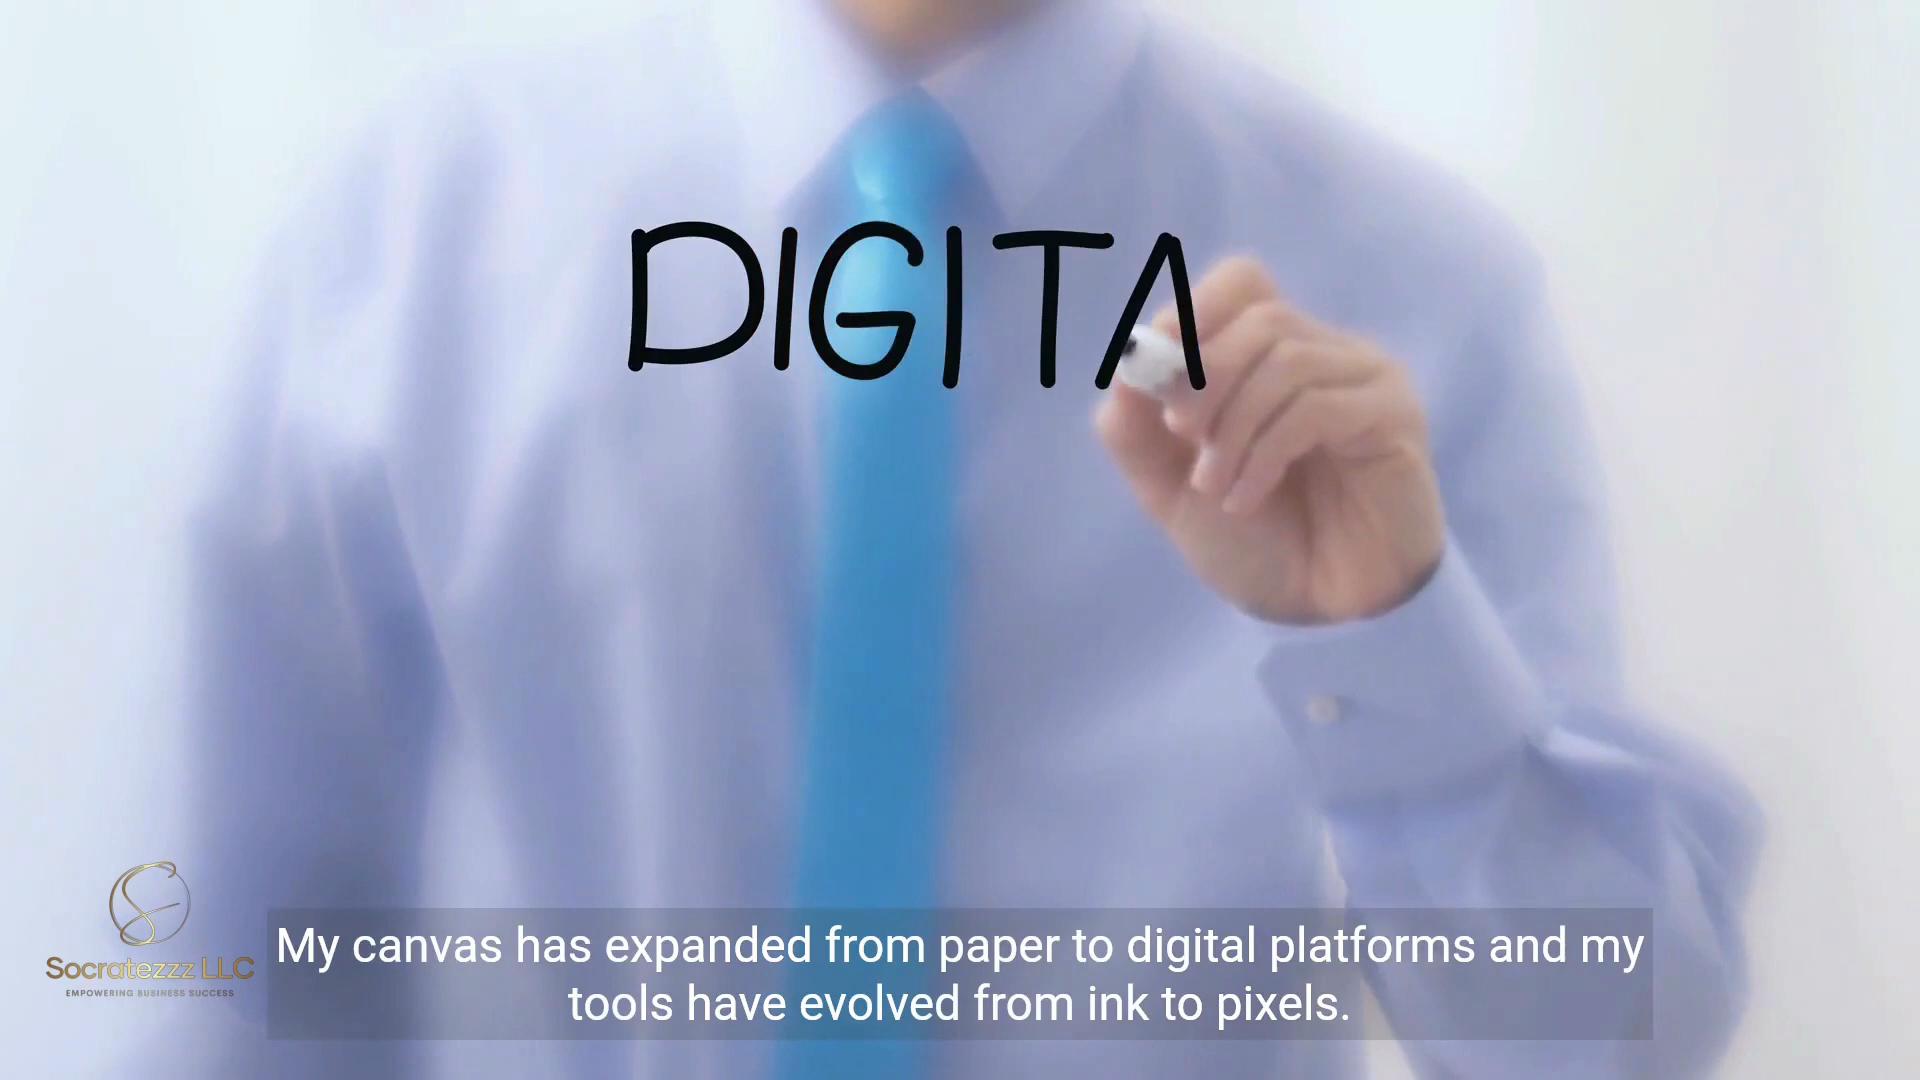 DIGITA
Socratezzz LLC
EMPOWERING BUSINESS SUCCESS
My canvas has expanded from paper to digital platforms and my
tools have evolved from ink to pixels.